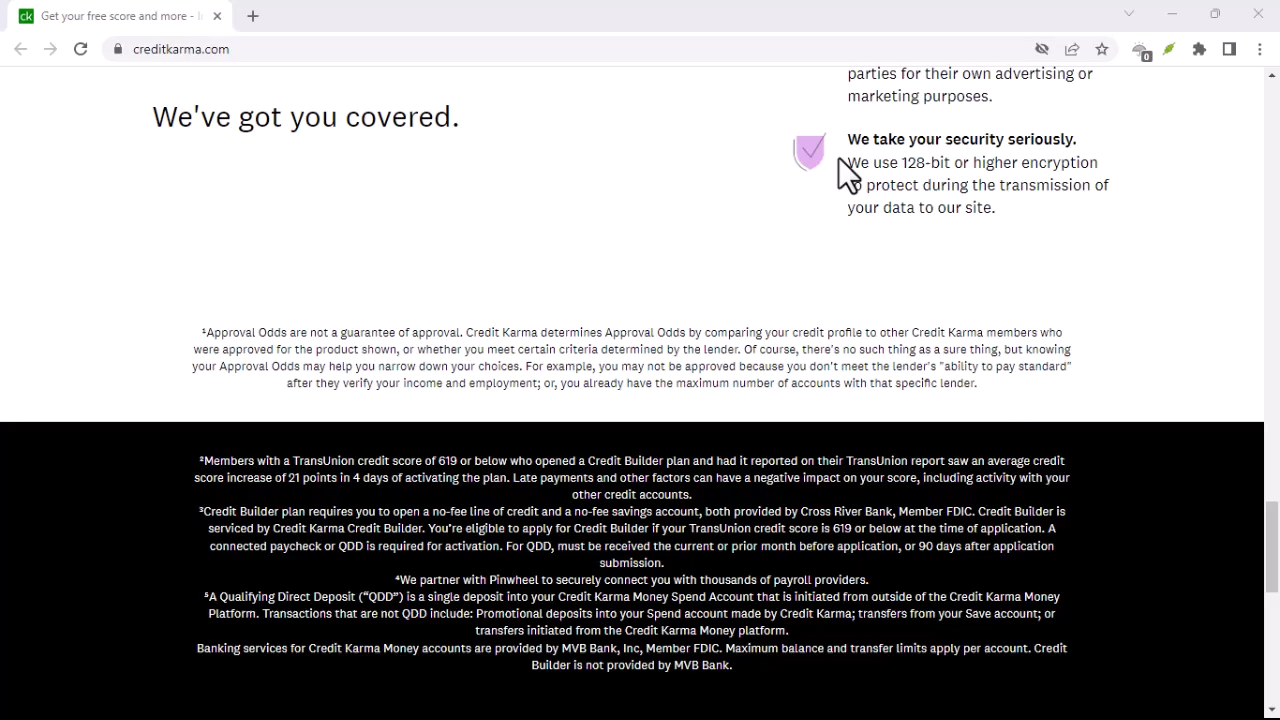 Get your free score and more -
creditkarma.com
0
parties for their own advertising or
marketing purposes.
We've got you covered.
We take your security seriously.
We use 128-bit or higher encryption
protect during the transmission of
your data to our site.
¹Approval Odds are not a guarantee of approval. Credit Karma determines Approval Odds by comparing your credit profile to other Credit Karma members who
were approved for the product shown, or whether you meet certain criteria determined by the lender. Of course, there's no such thing as a sure thing, but knowing
your Approval Odds may help you narrow down your choices. For example, you may not be approved because you don't meet the lender's "ability to pay standard"
after they verify your income and employment; or, you already have the maximum number of accounts with that specific lender.
²Members with a TransUnion credit score of 619 or below who opened a Credit Builder plan and had it reported on their TransUnion report saw an average credit
score increase of 21 points in 4 days of activating the plan. Late payments and other factors can have a negative impact on your score, including activity with your
other credit accounts.
³Credit Builder plan requires you to open a no-fee line of credit and a no-fee savings account, both provided by Cross River Bank, Member FDIC. Credit Builder is
serviced by Credit Karma Credit Builder. You're eligible to apply for Credit Builder if your TransUnion credit score is 619 or below at the time of application. A
connected paycheck or QDD is required for activation. For QDD, must be received the current or prior month before application, or 90 days after application
submission.
⁴We partner with Pinwheel to securely connect you with thousands of payroll providers.
⁵A Qualifying Direct Deposit (“QDD”) is a single deposit into your Credit Karma Money Spend Account that is initiated from outside of the Credit Karma Money
Platform. Transactions that are not QDD include: Promotional deposits into your Spend account made by Credit Karma; transfers from your Save account; or
transfers initiated from the Credit Karma Money platform.
Banking services for Credit Karma Money accounts are provided by MVB Bank, Inc, Member FDIC. Maximum balance and transfer limits apply per account. Credit
Builder is not provided by MVB Bank.